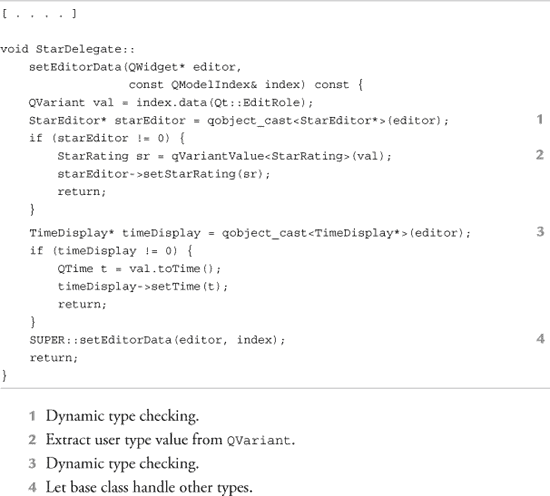 [ . . . . ]
void StarDelegate::
setEditorData(QWidget* editor,
const QModelIndex& index) const {
QVariant val = index.data(Qt::EditRole);
StarEditor* starEditor = qobject_cast<StarEditor*>(editor); 1
if (starEditor != 0) {
StarRating sr = qVariantValue<StarRating>(val); 2
starEditor->setStarRating(sr);
return;
}
TimeDisplay* timeDisplay = qobject_cast<TimeDisplay*>(editor); 3
if (timeDisplay != 0) {
QTime t = val.toTime();
timeDisplay->setTime(t);
return;
}
SUPER::setEditorData(editor, index); 4
return;
}
1 Dynamic type checking.
2 Extract user type value from QVariant.
3 Dynamic type checking.
4 Let base class handle other types.